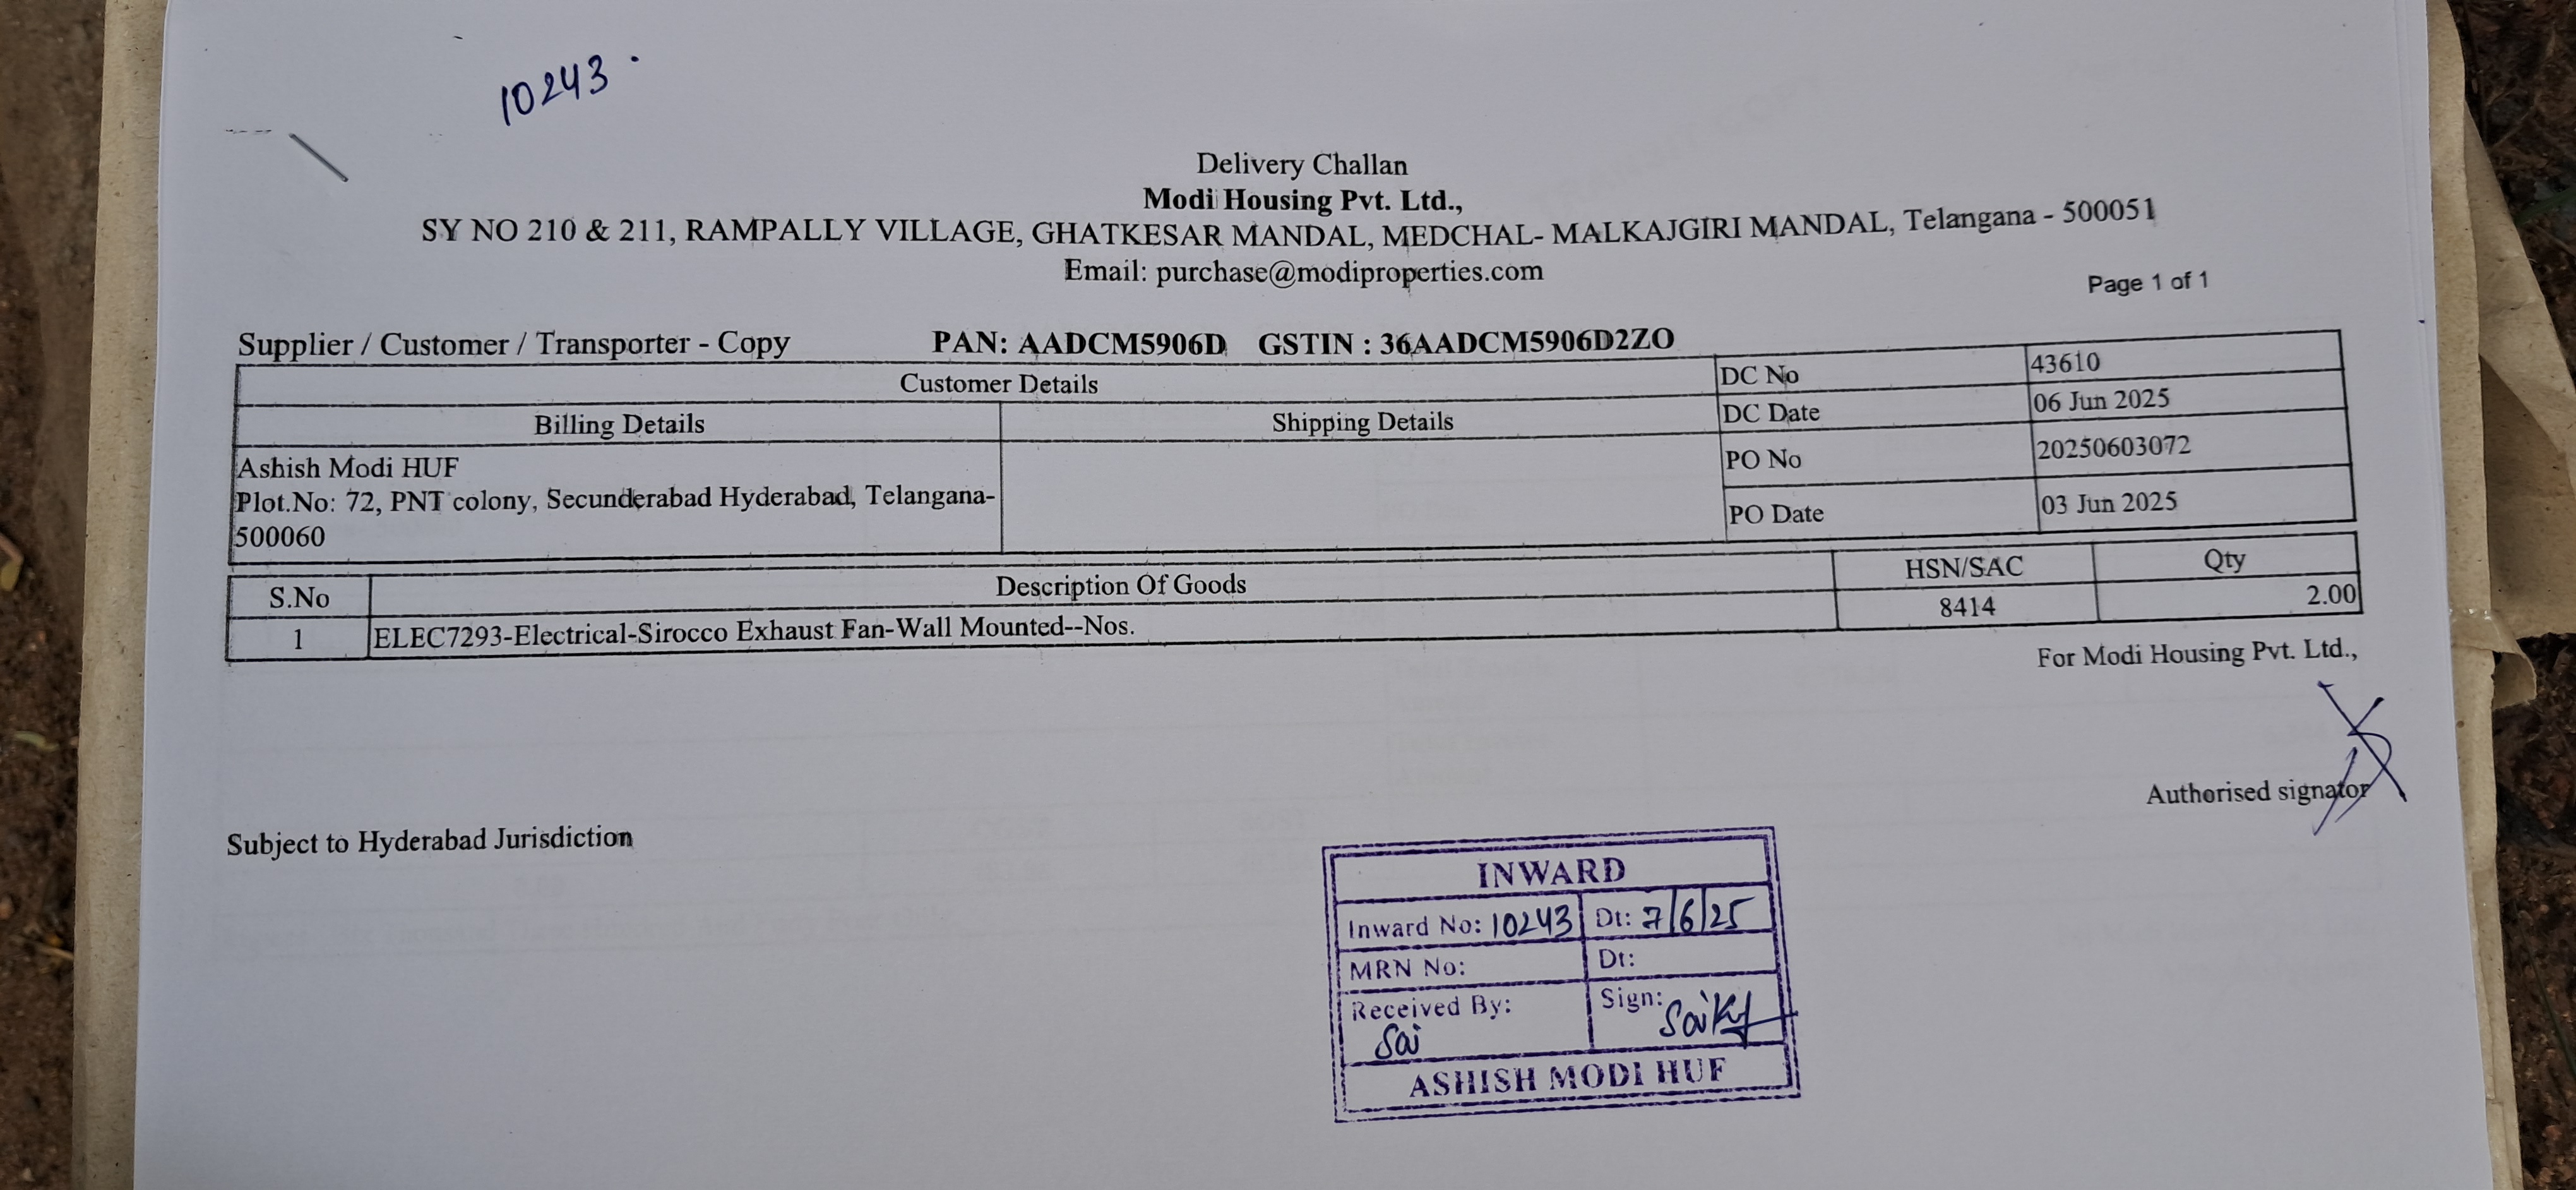 10243.
Delivery Challan
Modi Housing Pvt. Ltd.,
SY NO 210 & 211, RAMPALLY VILLAGE, GHATKESAR MANDAL, MEDCHAL- MALKAJGIRI MANDAL, Telangana - 500051
Email: purchase@modiproperties.com
Page 1 of 1
Supplier / Customer / Transporter - Copy PAN: AADCM5906D GSTIN : 36AADCM5906D2ZO
Customer Details
Billing Details Shipping Details
Ashish Modi HUF
Plot.No: 72, PNT colony, Secunderabad Hyderabad, Telangana-
500060
DC No 43610
DC Date 06 Jun 2025
PO No 20250603072
PO Date 03 Jun 2025
S.No Description Of Goods HSN/SAC Qty
1 ELEC7293-Electrical-Sirocco Exhaust Fan-Wall Mounted--Nos. 8414 2.00
For Modi Housing Pvt. Ltd.,
Authorised signator
Subject to Hyderabad Jurisdiction
INWARD
Inward No: 10243 Dt: 7/6/25
MRN No: Dt:
Received By: Sign:
Sai
ASHISH MODI HUF